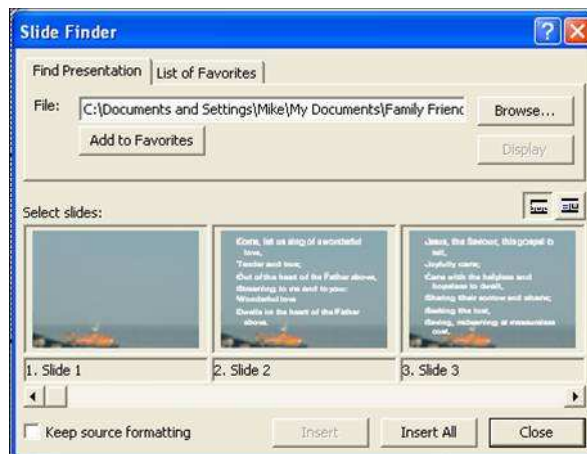 Slide Finder
Find Presentation
List of Favorites
File:
C:\Documents and Settings\Mike\My Documents\Family Friend
Browse...
Add to Favorites
Display
Select slides:
Come, let us sing of a wonderful
love,
Tender and true;
Out of the heart of the Father above,
Streaming to me and to you:
Wonderful love
Dwells in the heart of the Father
above.
Jesus, the Saviour, this gospel to
tell,
Joyfully came;
Came with the helpless and
hopeless to dwell,
Sharing their sorrow and shame;
Seeking the lost,
Saving, redeeming at measureless
cost.
1. Slide 1
2. Slide 2
3. Slide 3
Keep source formatting
Insert
Insert All
Close